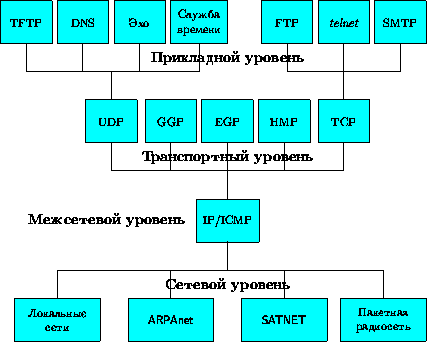 TFTP DNS Эхо Служба времени FTP telnet SMTP
Прикладной уровень
UDP GGP EGP HMP TCP
Транспортный уровень
Межсетевой уровень IP/ICMP
Сетевой уровень
Локальные сети ARPAnet SATNET Пакетная радиосеть